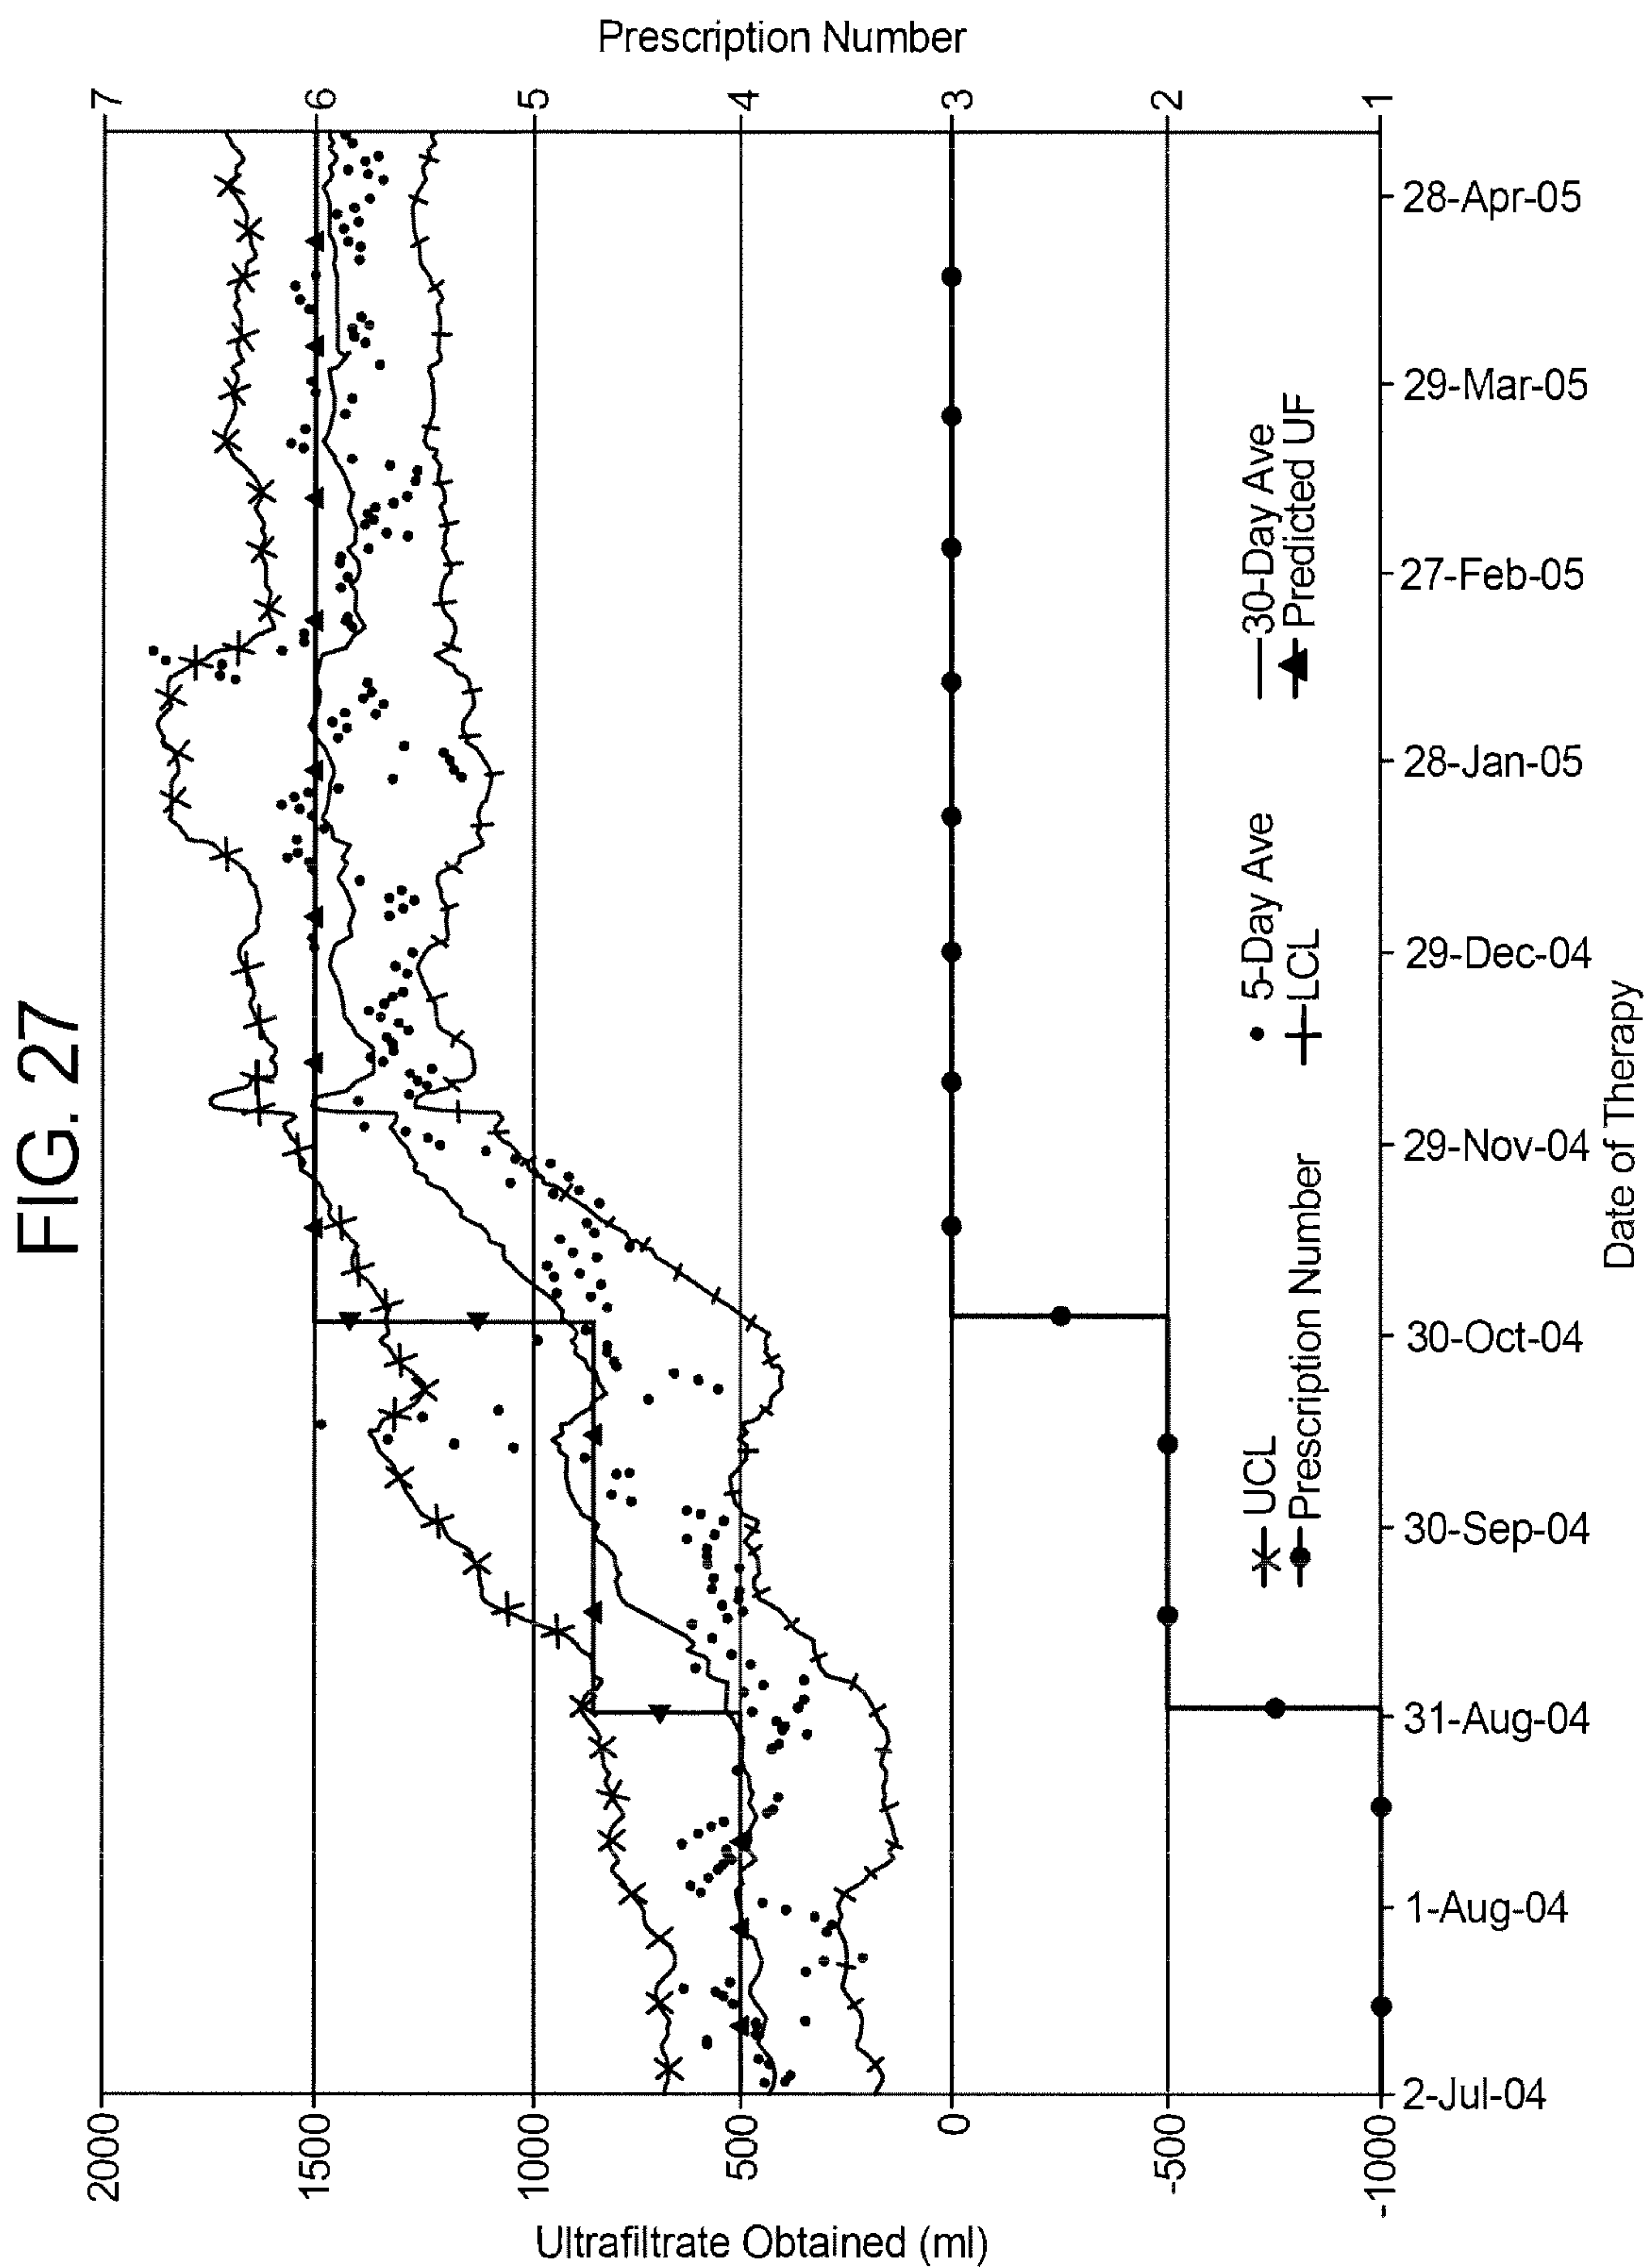 FIG. 27
Prescription Number
7
6
5
4
3
2
1
2000
1500
1000
500
0
-500
-1000
Ultrafiltrate Obtained (ml)
2-Jul-04
1-Aug-04
31-Aug-04
30-Sep-04
30-Oct-04
29-Nov-04
29-Dec-04
28-Jan-05
27-Feb-05
29-Mar-05
28-Apr-05
Date of Therapy
UCL
5-Day Ave
30-Day Ave
Prescription Number
LCL
Predicted UF